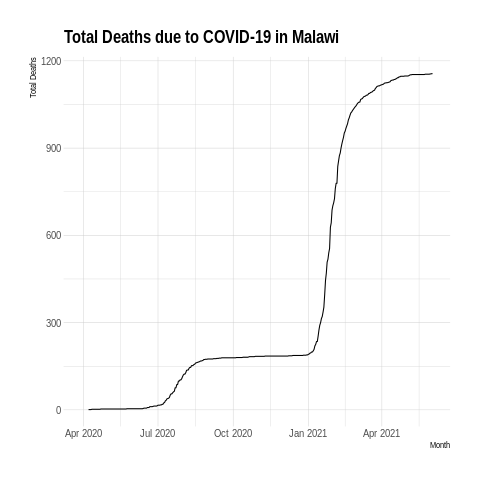 Total Deaths due to COVID-19 in Malawi
Total Deaths
1200
900
600
300
0
Apr 2020 Jul 2020 Oct 2020 Jan 2021 Apr 2021
Month